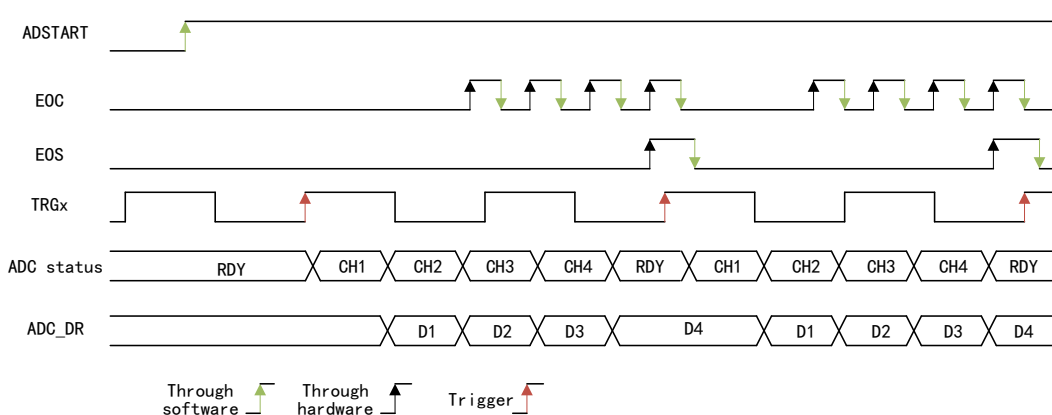 ADSTART
EOC
EOS
TRGx
ADC status RDY CH1 CH2 CH3 CH4 RDY CH1 CH2 CH3 CH4 RDY
ADC_DR D1 D2 D3 D4 D1 D2 D3 D4
Through software
Through hardware
Trigger